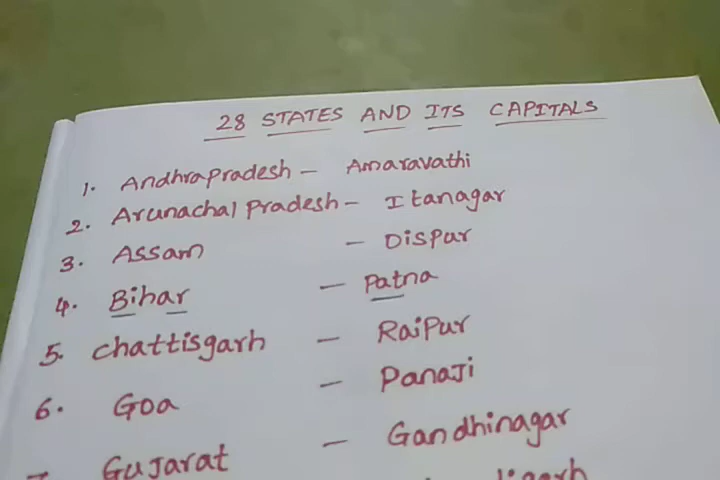 28 STATES AND ITS CAPITALS
1. Andhrapradesh - Amaravathi
2. Arunachal Pradesh - Itanagar
3. Assam - Dispur
4. Bihar - Patna
5. Chattisgarh - Raipur
6. Goa - Panaji
Gujarat - Gandhinagar